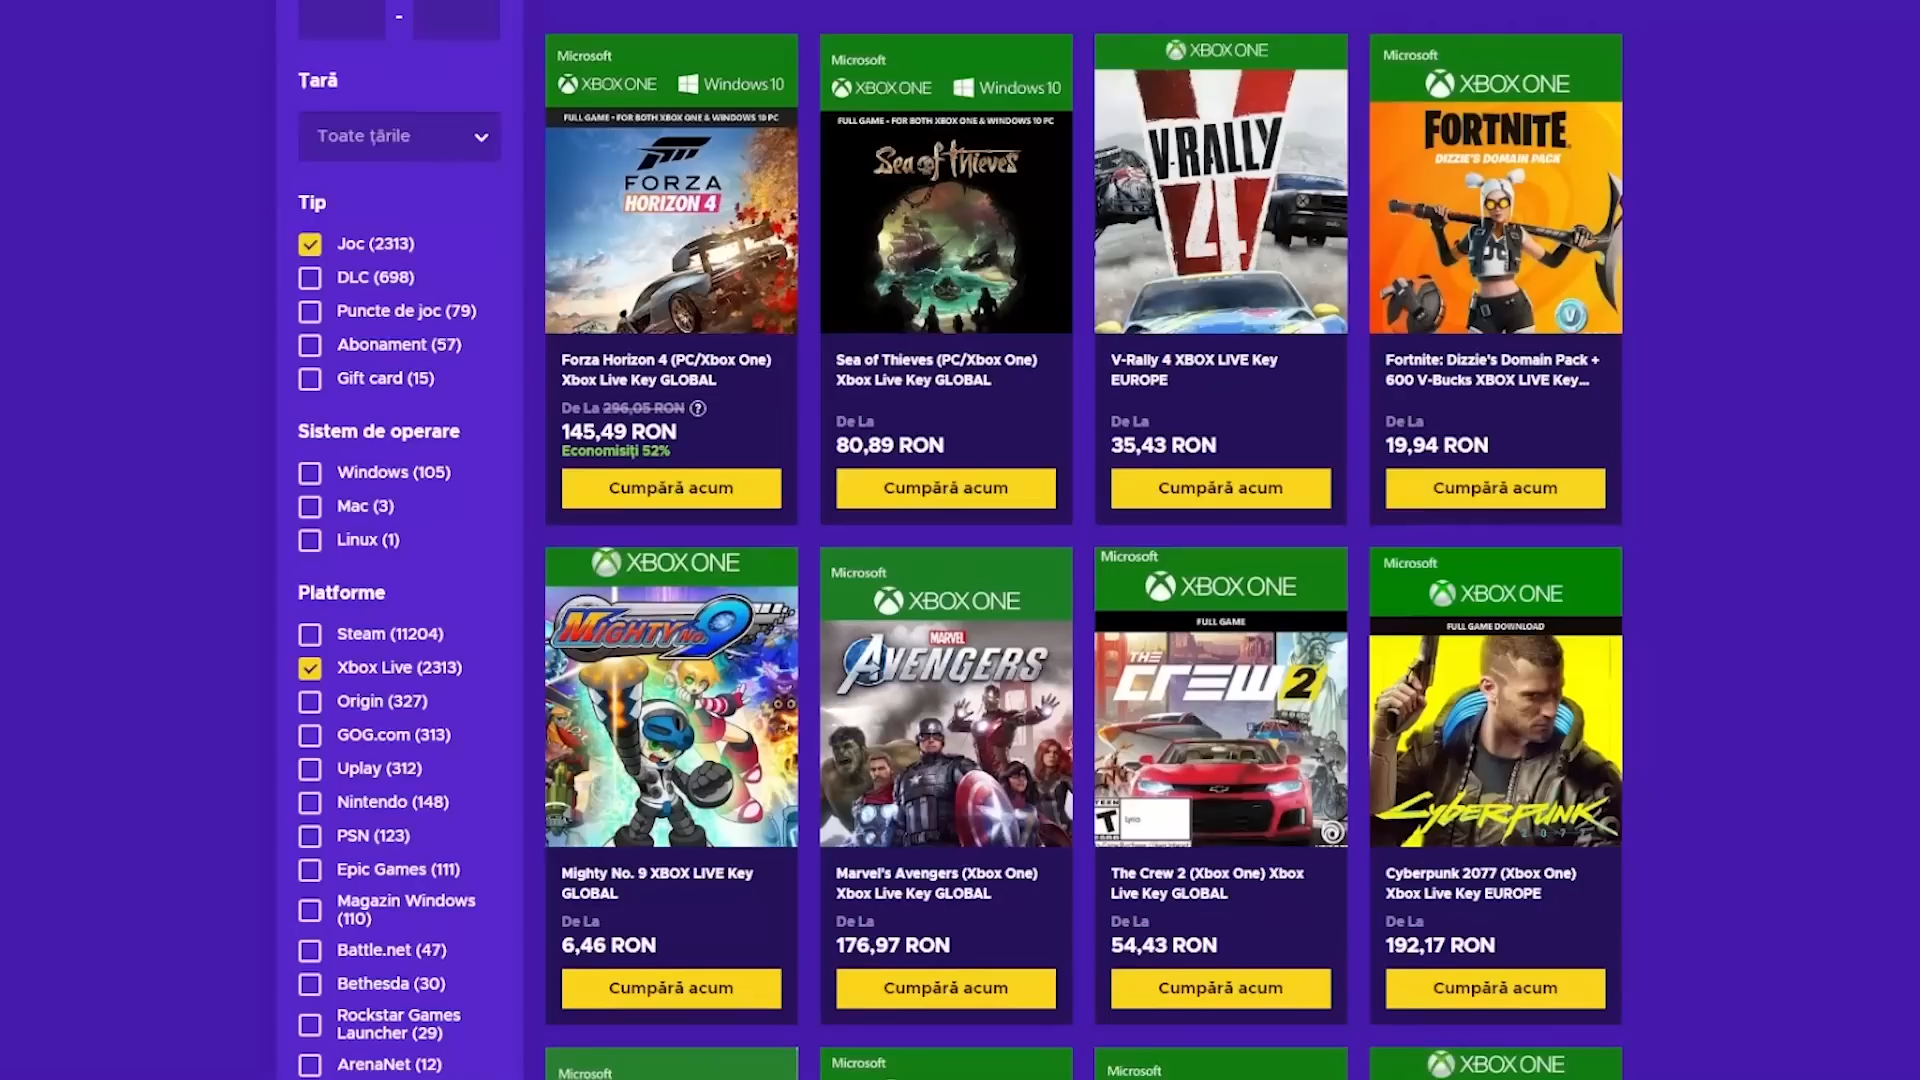 -
Țară
Toate țările
Tip
Joc (2313)
DLC (698)
Puncte de joc (79)
Abonament (57)
Gift card (15)
Sistem de operare
Windows (105)
Mac (3)
Linux (1)
Platforme
Steam (11204)
Xbox Live (2313)
Origin (327)
GOG.com (313)
Uplay (312)
Nintendo (148)
PSN (123)
Epic Games (111)
Magazin Windows
(110)
Battle.net (47)
Bethesda (30)
Rockstar Games
Launcher (29)
ArenaNet (12)
Microsoft
XBOX ONE Windows 10
FULL GAME - FOR BOTH XBOX ONE & WINDOWS 10 PC
FORZA
HORIZON 4
Forza Horizon 4 (PC/Xbox One)
Xbox Live Key GLOBAL
De La 296,05 RON ?
145,49 RON
Economisiți 52%
Cumpără acum
Microsoft
XBOX ONE Windows 10
FULL GAME - FOR BOTH XBOX ONE & WINDOWS 10 PC
Sea of Thieves
Sea of Thieves (PC/Xbox One)
Xbox Live Key GLOBAL
De La
80,89 RON
Cumpără acum
XBOX ONE
V-RALLY
4
V-Rally 4 XBOX LIVE Key
EUROPE
De La
35,43 RON
Cumpără acum
Microsoft
XBOX ONE
FORTNITE
DIZZIE'S DOMAIN PACK
V
Fortnite: Dizzie's Domain Pack +
600 V-Bucks XBOX LIVE Key...
De La
19,94 RON
Cumpără acum
XBOX ONE
MIGHTY No. 9
Mighty No. 9 XBOX LIVE Key
GLOBAL
De La
6,46 RON
Cumpără acum
Microsoft
XBOX ONE
MARVEL
AVENGERS
Marvel's Avengers (Xbox One)
Xbox Live Key GLOBAL
De La
176,97 RON
Cumpără acum
Microsoft
XBOX ONE
FULL GAME
THE
CREW 2
TEEN
T
Lyrics
The Crew 2 (Xbox One) Xbox
Live Key GLOBAL
De La
54,43 RON
Cumpără acum
Microsoft
XBOX ONE
FULL GAME DOWNLOAD
CYBERPUNK
2077
Cyberpunk 2077 (Xbox One)
Xbox Live Key EUROPE
De La
192,17 RON
Cumpără acum
Microsoft
Microsoft
Microsoft
XBOX ONE